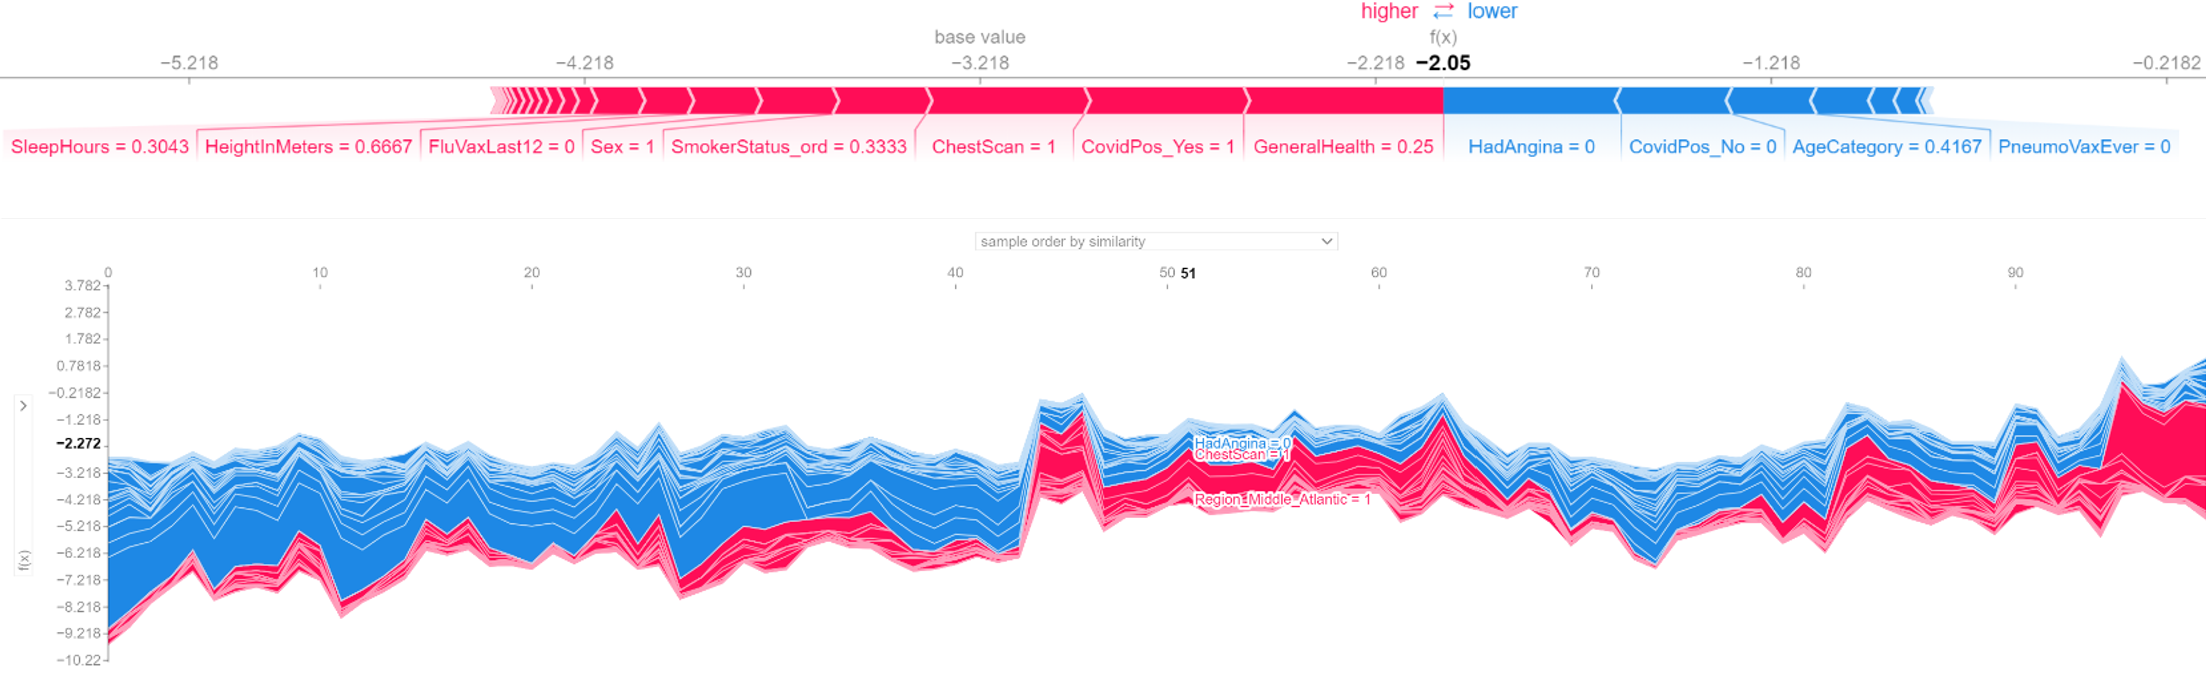 higher ⇄ lower
base value f(x)
−5.218 −4.218 −3.218 −2.218 −2.05 −1.218 −0.2182
SleepHours = 0.3043 HeightInMeters = 0.6667 FluVaxLast12 = 0 Sex = 1 SmokerStatus_ord = 0.3333 ChestScan = 1 CovidPos_Yes = 1 GeneralHealth = 0.25 HadAngina = 0 CovidPos_No = 0 AgeCategory = 0.4167 PneumoVaxEver = 0
sample order by similarity
0 10 20 30 40 50 51 60 70 80 90
3.782
2.782
1.782
0.7818
−0.2182
−1.218
−2.272
−3.218
−4.218
−5.218
−6.218
−7.218
−8.218
−9.218
−10.22
f(x)
HadAngina = 0
ChestScan = 1
Region_Middle_Atlantic = 1